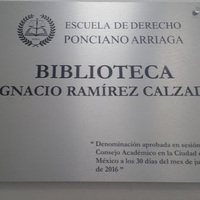 ESCUELA DE DERECHO
PONCIANO ARRIAGA
BIBLIOTECA
GNACIO RAMÍREZ CALZAD
" Denominación aprobada en sesión
Consejo Académico en la Ciudad
México a los 30 días del mes de
de 2016 "